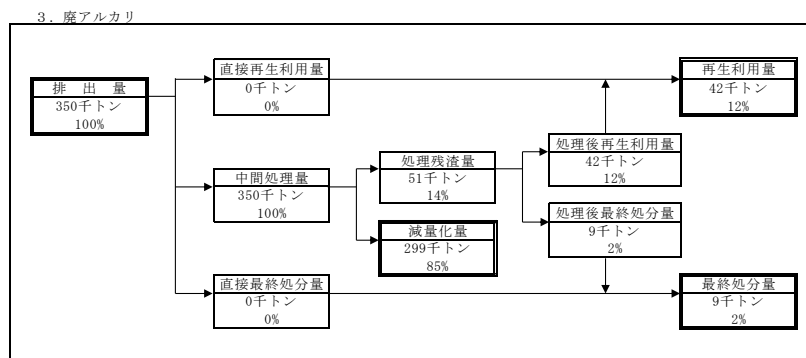 3．廃アルカリ
排　出　量
350千トン
100%
直接再生利用量
0千トン
0%
再生利用量
42千トン
12%
中間処理量
350千トン
100%
処理残渣量
51千トン
14%
処理後再生利用量
42千トン
12%
減量化量
299千トン
85%
処理後最終処分量
9千トン
2%
直接最終処分量
0千トン
0%
最終処分量
9千トン
2%